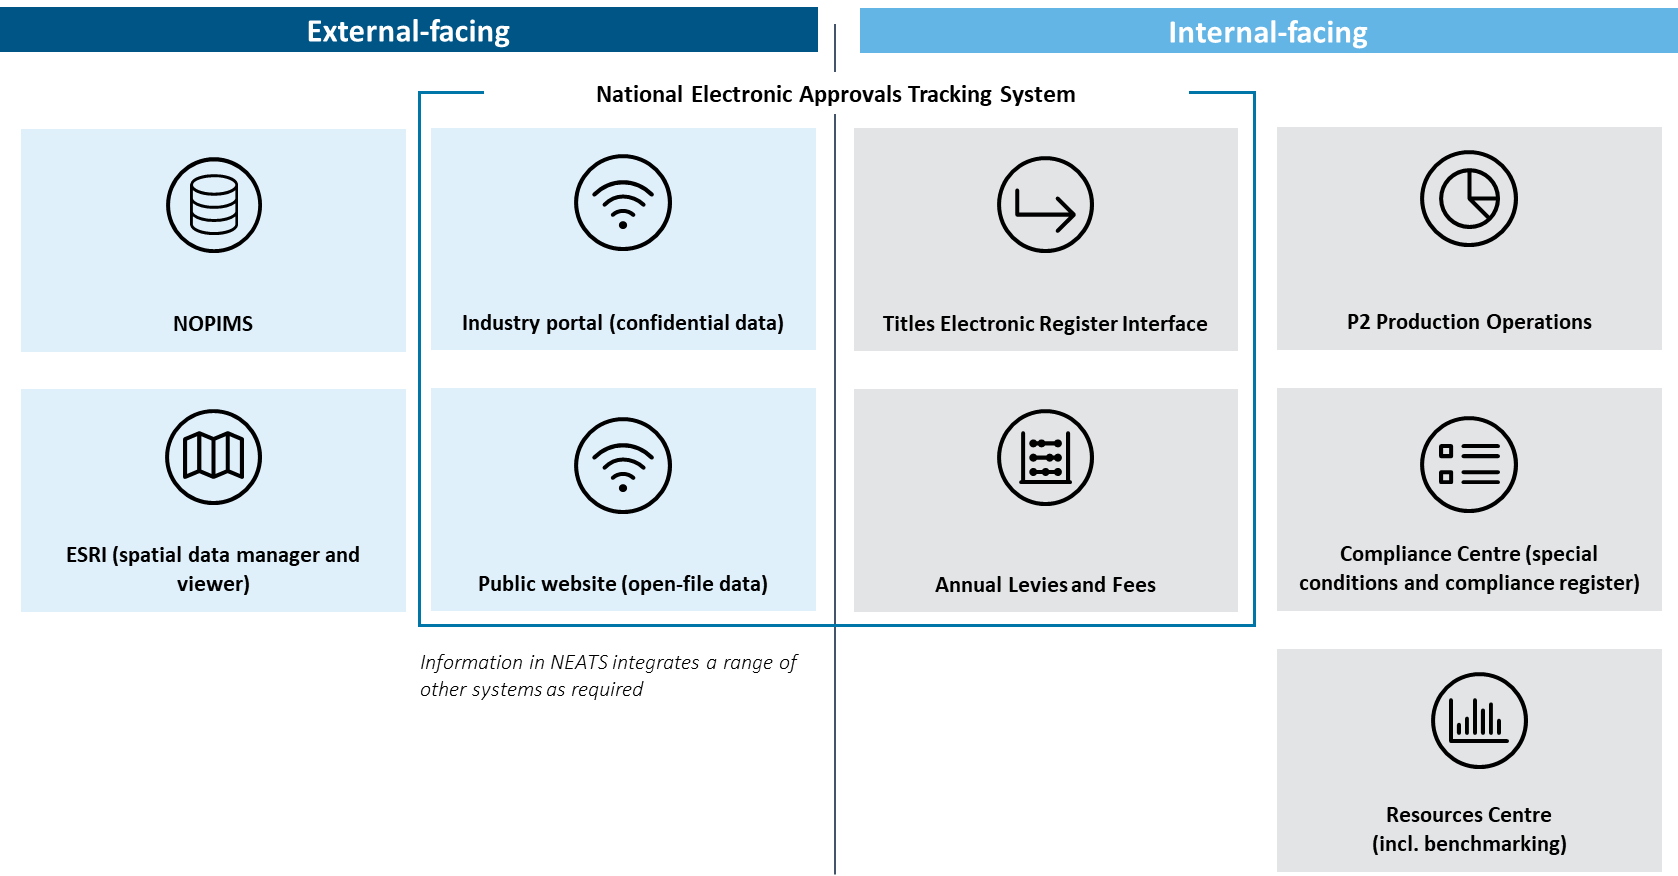 External-facing
Internal-facing
National Electronic Approvals Tracking System
NOPIMS
Industry portal (confidential data)
Titles Electronic Register Interface
P2 Production Operations
ESRI (spatial data manager and
viewer)
Public website (open-file data)
Annual Levies and Fees
Compliance Centre (special
conditions and compliance register)
Information in NEATS integrates a range of
other systems as required
Resources Centre
(incl. benchmarking)